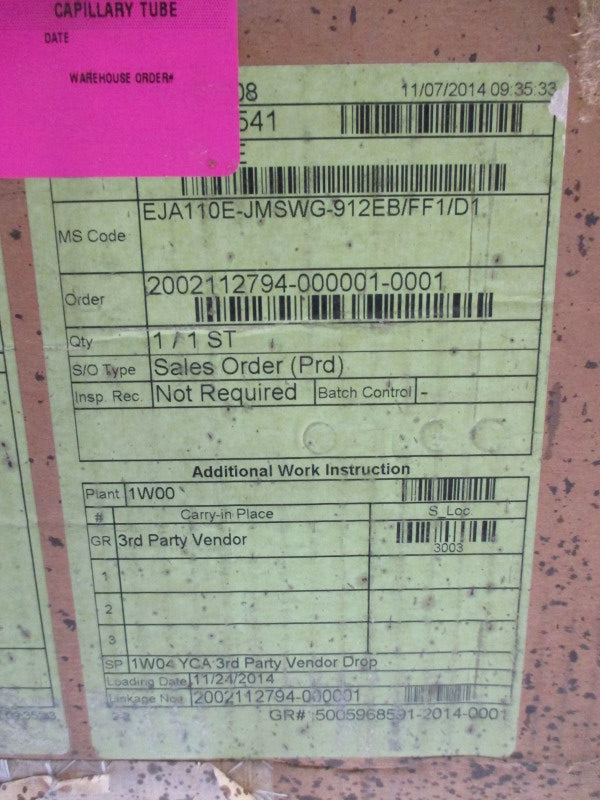 CAPILLARY TUBE
DATE
WAREHOUSE ORDER#
08
11/07/2014 09:35:33
541
E
MS Code EJA110E-JMSWG-912EB/FF1/D1
Order 2002112794-000001-0001
Qty 1 / 1 ST
S/O Type Sales Order (Prd)
Insp. Rec. Not Required Batch Control -
Additional Work Instruction
Plant 1W00
# Carry-in Place S_Loc
GR 3rd Party Vendor
3003
1
2
3
SP 1W04 YCA 3rd Party Vendor Drop
Loading Date 11/24/2014
Linkage No. 2002112794-000001
GR# :5005968591-2014-0001